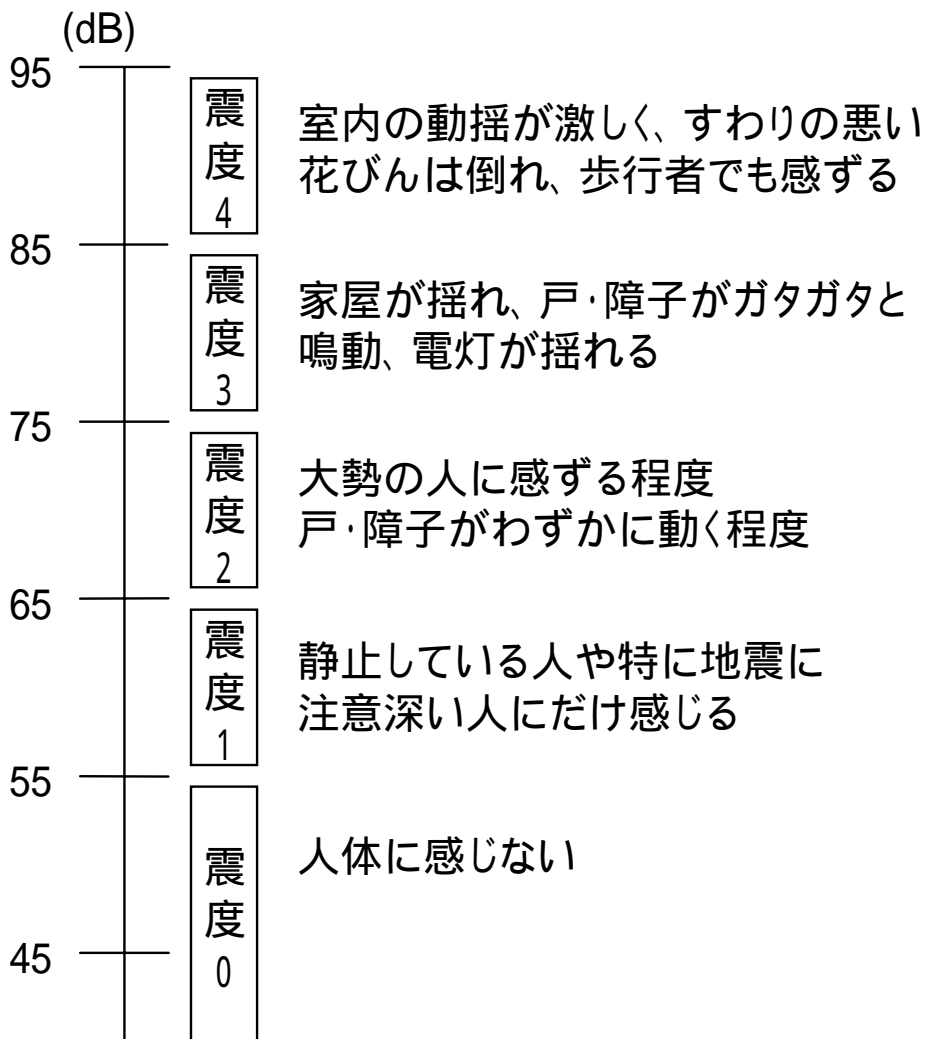 (dB)
95
震度4
室内の動揺が激しく、すわりの悪い
花びんは倒れ、歩行者でも感ずる
85
震度3
家屋が揺れ、戸・障子がガタガタと
鳴動、電灯が揺れる
75
震度2
大勢の人に感ずる程度
戸・障子がわずかに動く程度
65
震度1
静止している人や特に地震に
注意深い人にだけ感じる
55
震度0
人体に感じない
45